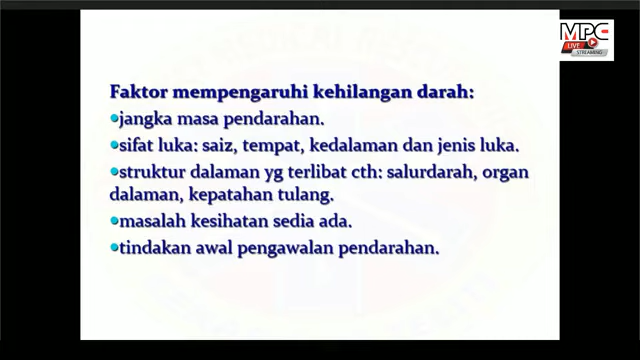 MPC
LIVE
STREAMING
Faktor mempengaruhi kehilangan darah:
•jangka masa pendarahan.
•sifat luka: saiz, tempat, kedalaman dan jenis luka.
•struktur dalaman yg terlibat cth: salurdarah, organ
dalaman, kepatahan tulang.
•masalah kesihatan sedia ada.
•tindakan awal pengawalan pendarahan.